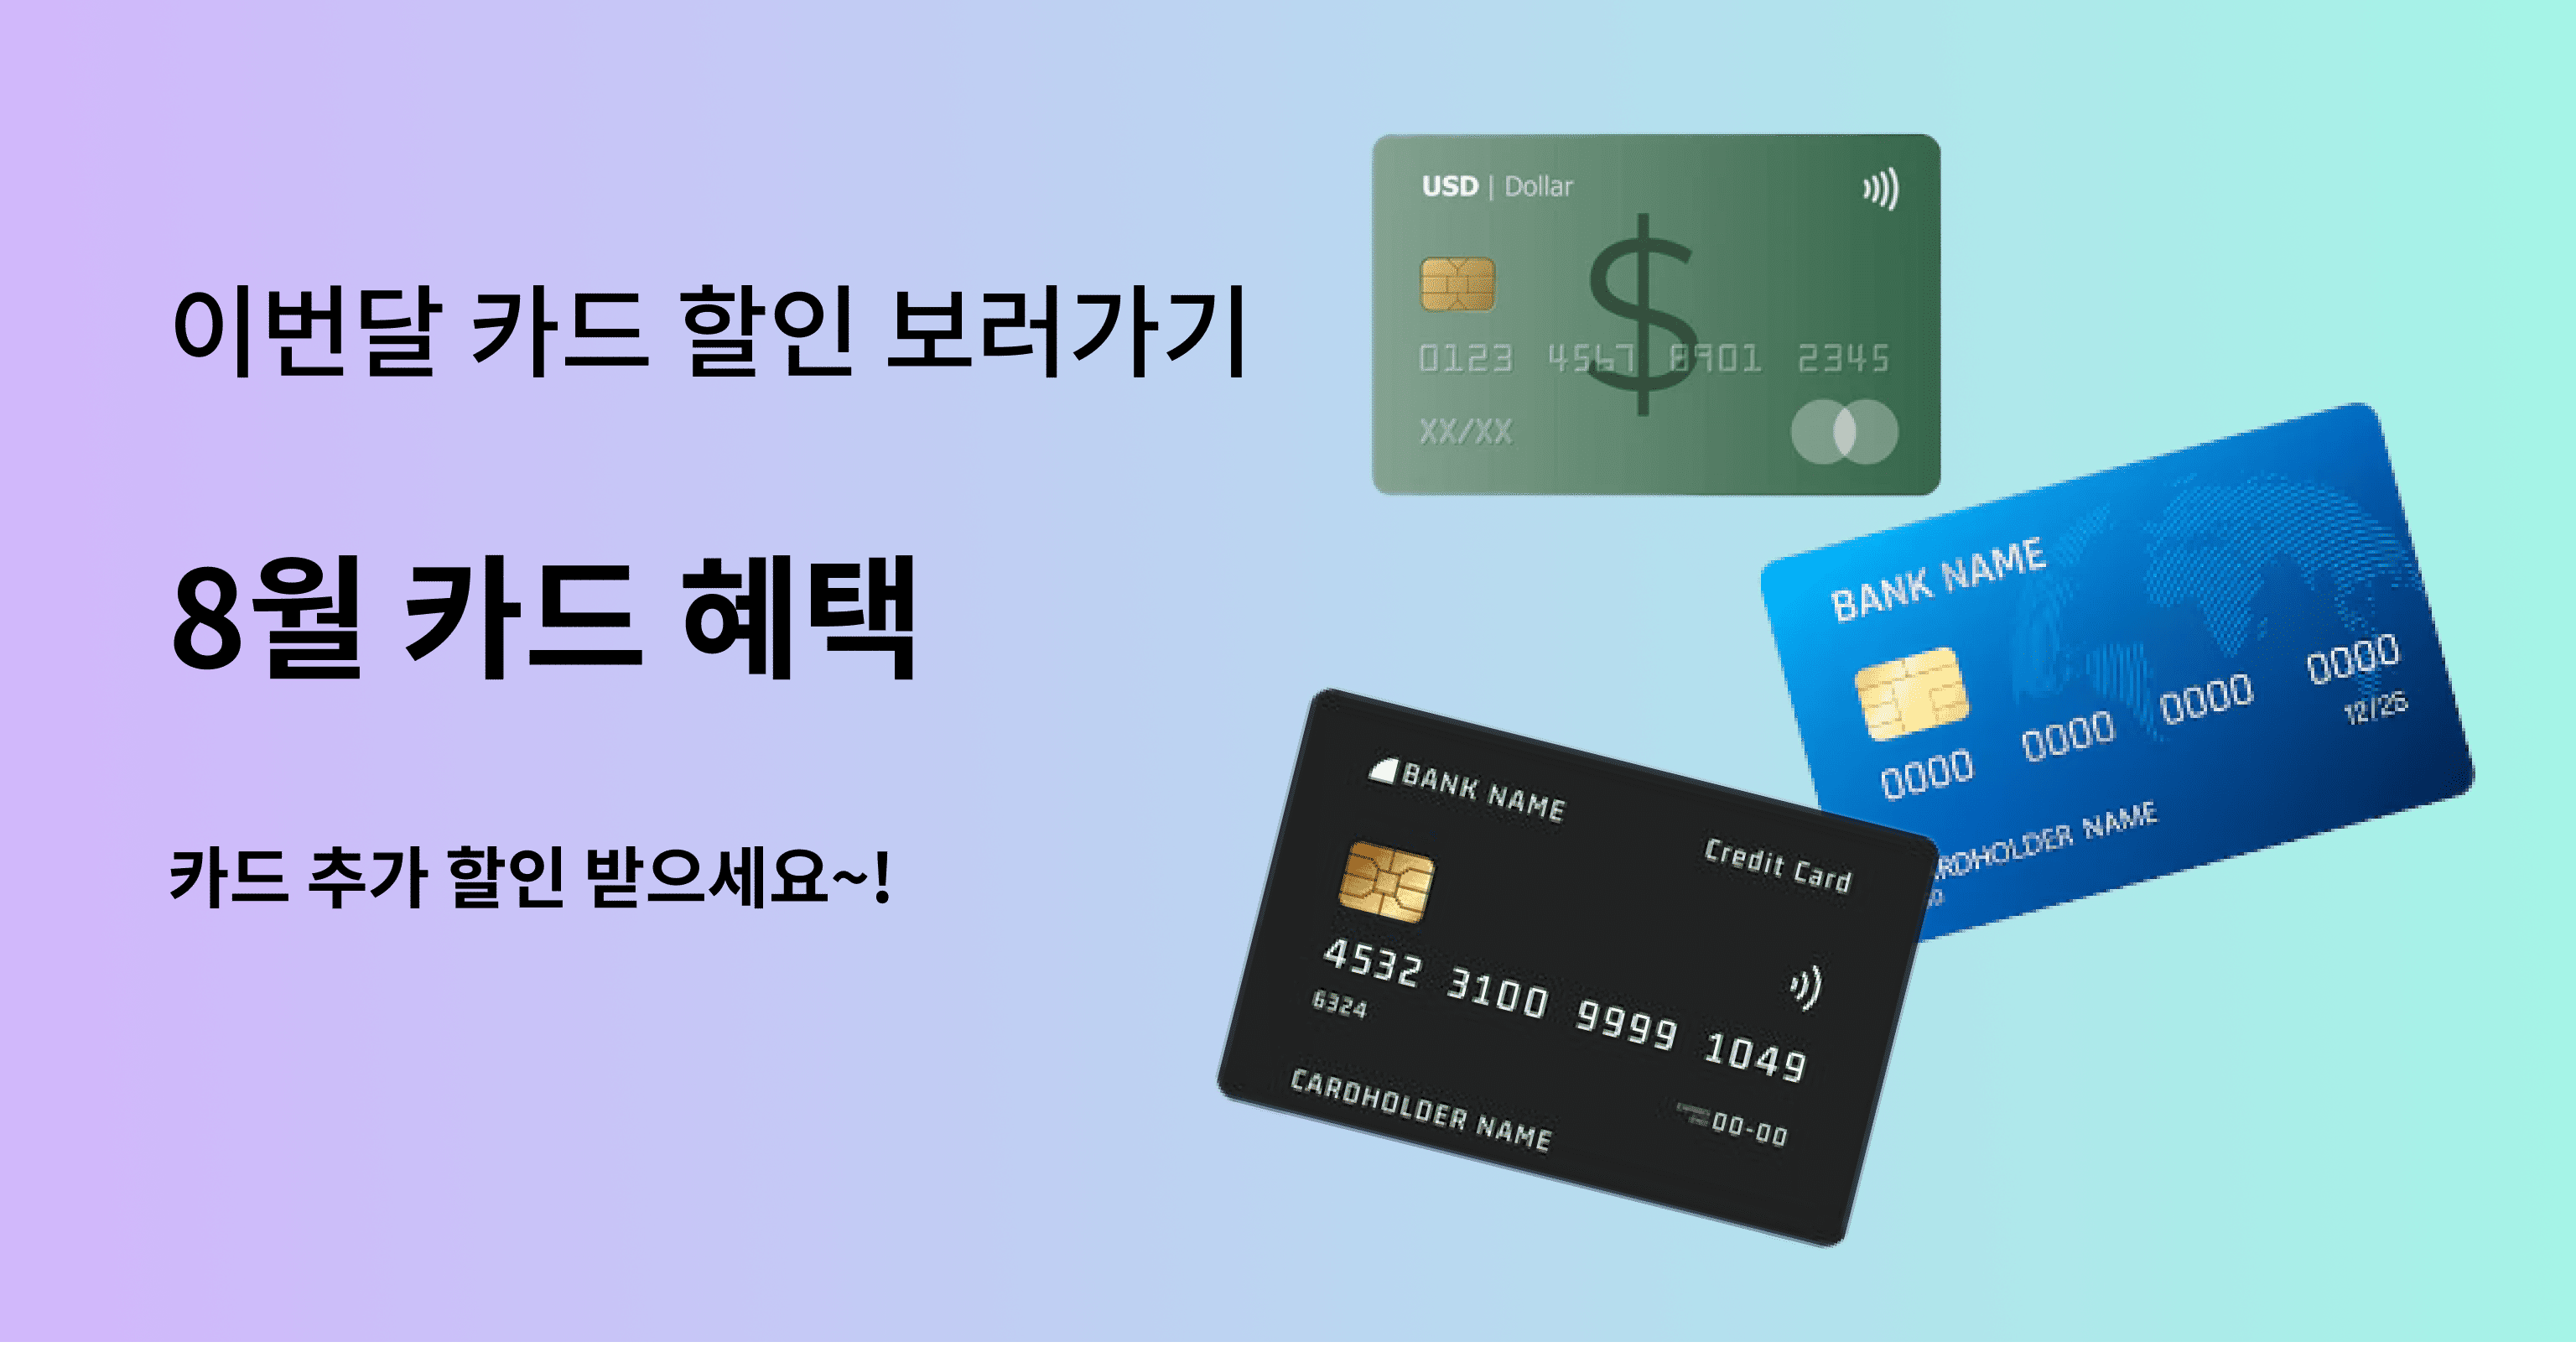 이번달 카드 할인 보러가기
8월 카드 혜택
카드 추가 할인 받으세요~!
USD | Dollar
$
0123 4567 8901 2345
XX/XX
BANK NAME
0000 0000 0000 0000
12/26
CARDHOLDER NAME
BANK NAME
Credit Card
4532 3100 9999 1049
6324
00-00
CARDHOLDER NAME